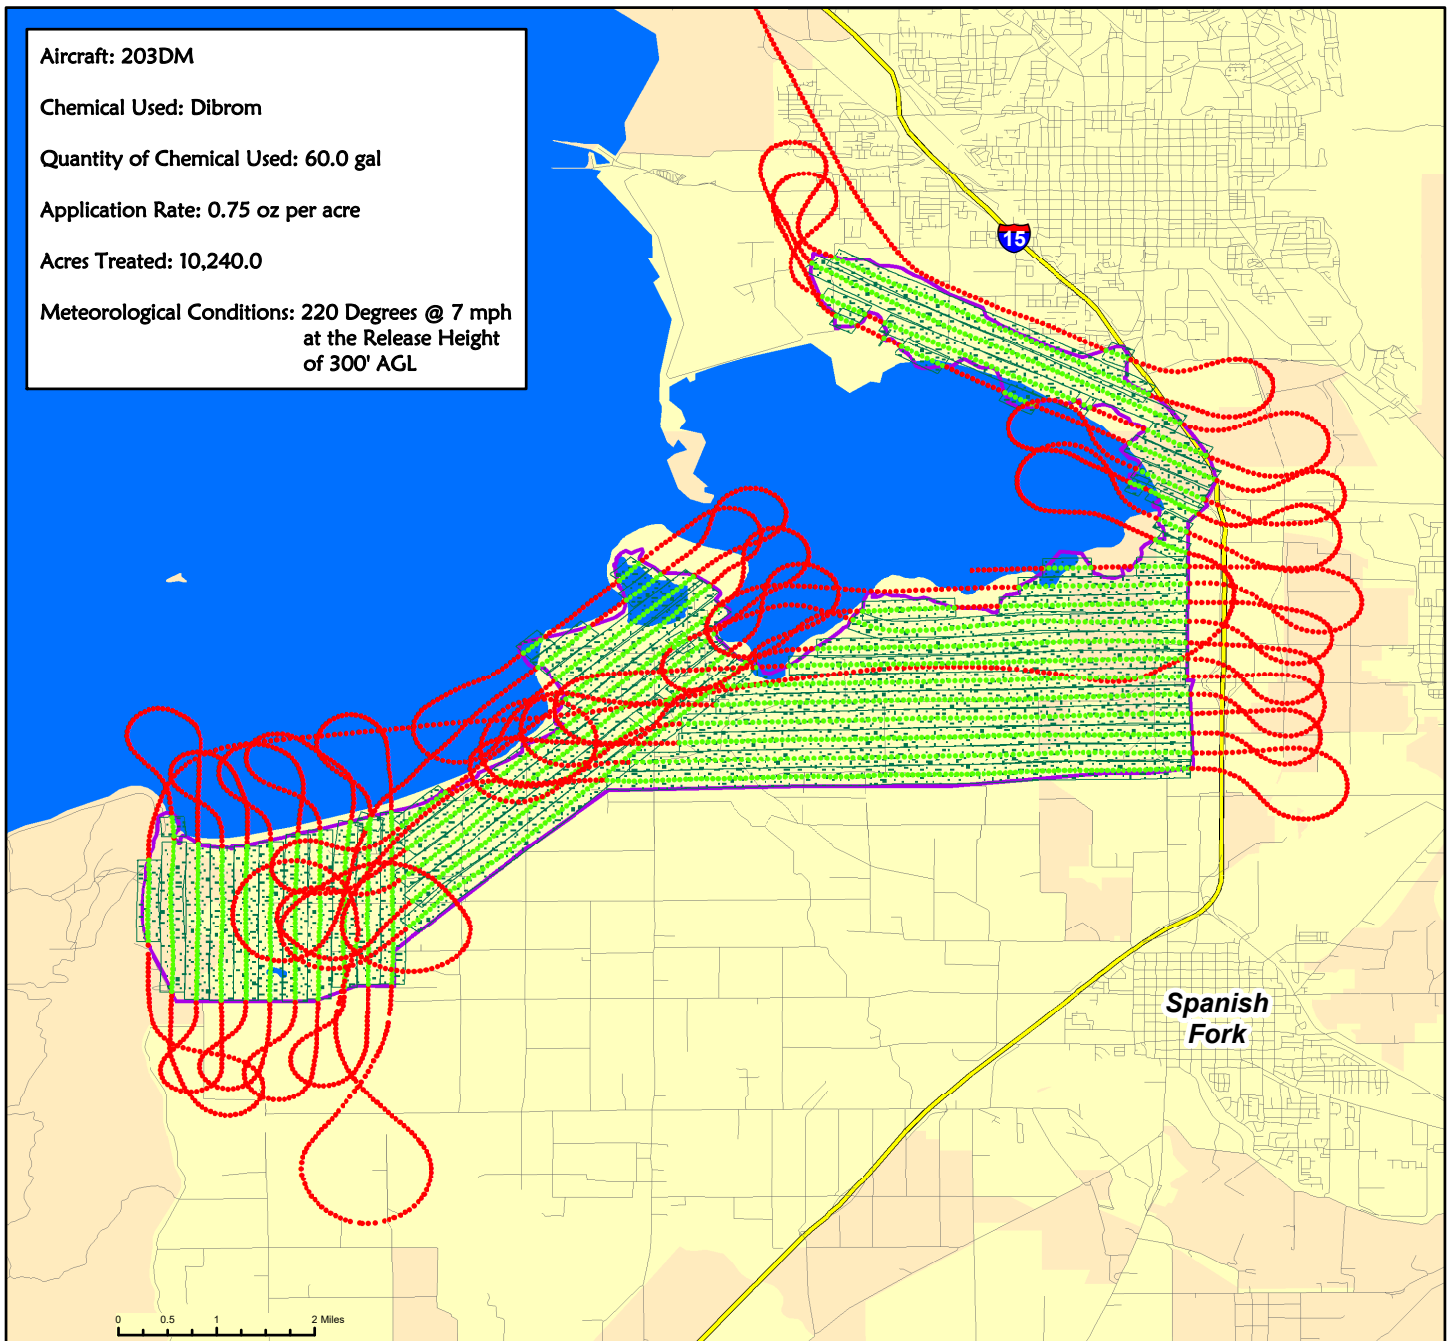 Aircraft: 203DM
Chemical Used: Dibrom
Quantity of Chemical Used: 60.0 gal
Application Rate: 0.75 oz per acre
Acres Treated: 10,240.0
Meteorological Conditions: 220 Degrees @ 7 mph
at the Release Height
of 300' AGL
15
Spanish
Fork
0 0.5 1 2 Miles